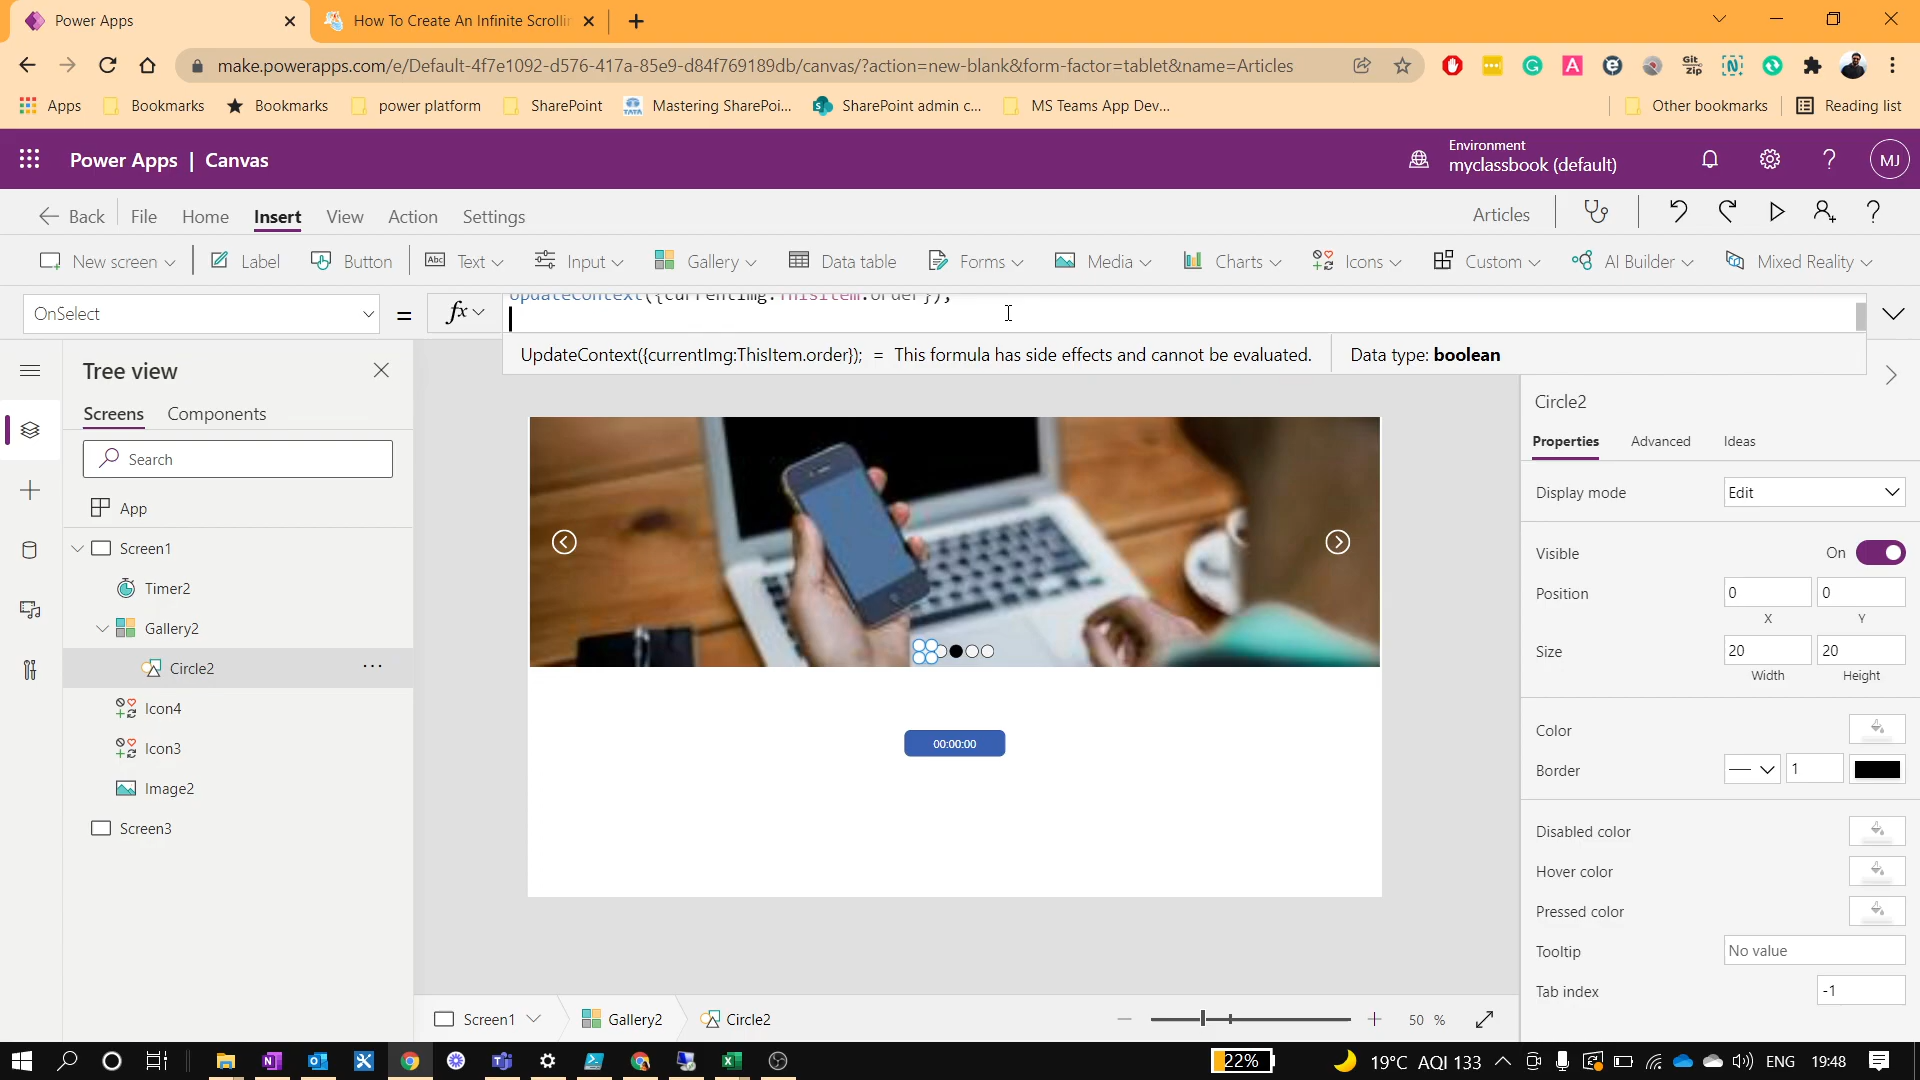 Power Apps
How To Create An Infinite Scrollin
make.powerapps.com/e/Default-4f7e1092-d576-417a-85e9-d84f769189db/canvas/?action=new-blank&form-factor=tablet&name=Articles
Apps
Bookmarks
Bookmarks
power platform
SharePoint
Mastering SharePoi...
SharePoint admin c...
MS Teams App Dev...
Other bookmarks
Reading list
Power Apps | Canvas
Environment
myclassbook (default)
MJ
Back
File
Home
Insert
View
Action
Settings
Articles
New screen
Label
Button
Text
Input
Gallery
Data table
Forms
Media
Charts
Icons
Custom
AI Builder
Mixed Reality
OnSelect
=
fx
UpdateContext({currentImg:ThisItem.order});
UpdateContext({currentImg:ThisItem.order}); = This formula has side effects and cannot be evaluated.
Data type: boolean
Tree view
Screens
Components
Search
App
Screen1
Timer2
Gallery2
Circle2
Icon4
Icon3
Image2
Screen3
00:00:00
Circle2
Properties
Advanced
Ideas
Display mode
Edit
Visible
On
Position
0
0
X
Y
Size
20
20
Width
Height
Color
Border
1
Disabled color
Hover color
Pressed color
Tooltip
No value
Tab index
-1
Screen1
Gallery2
Circle2
50 %
22%
19°C AQI 133
ENG
19:48